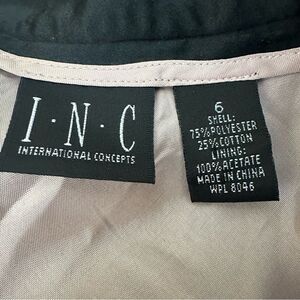 I·N·C
INTERNATIONAL CONCEPTS
6
SHELL:
75%POLYESTER
25%COTTON
LINING:
100%ACETATE
MADE IN CHINA
WPL 8046